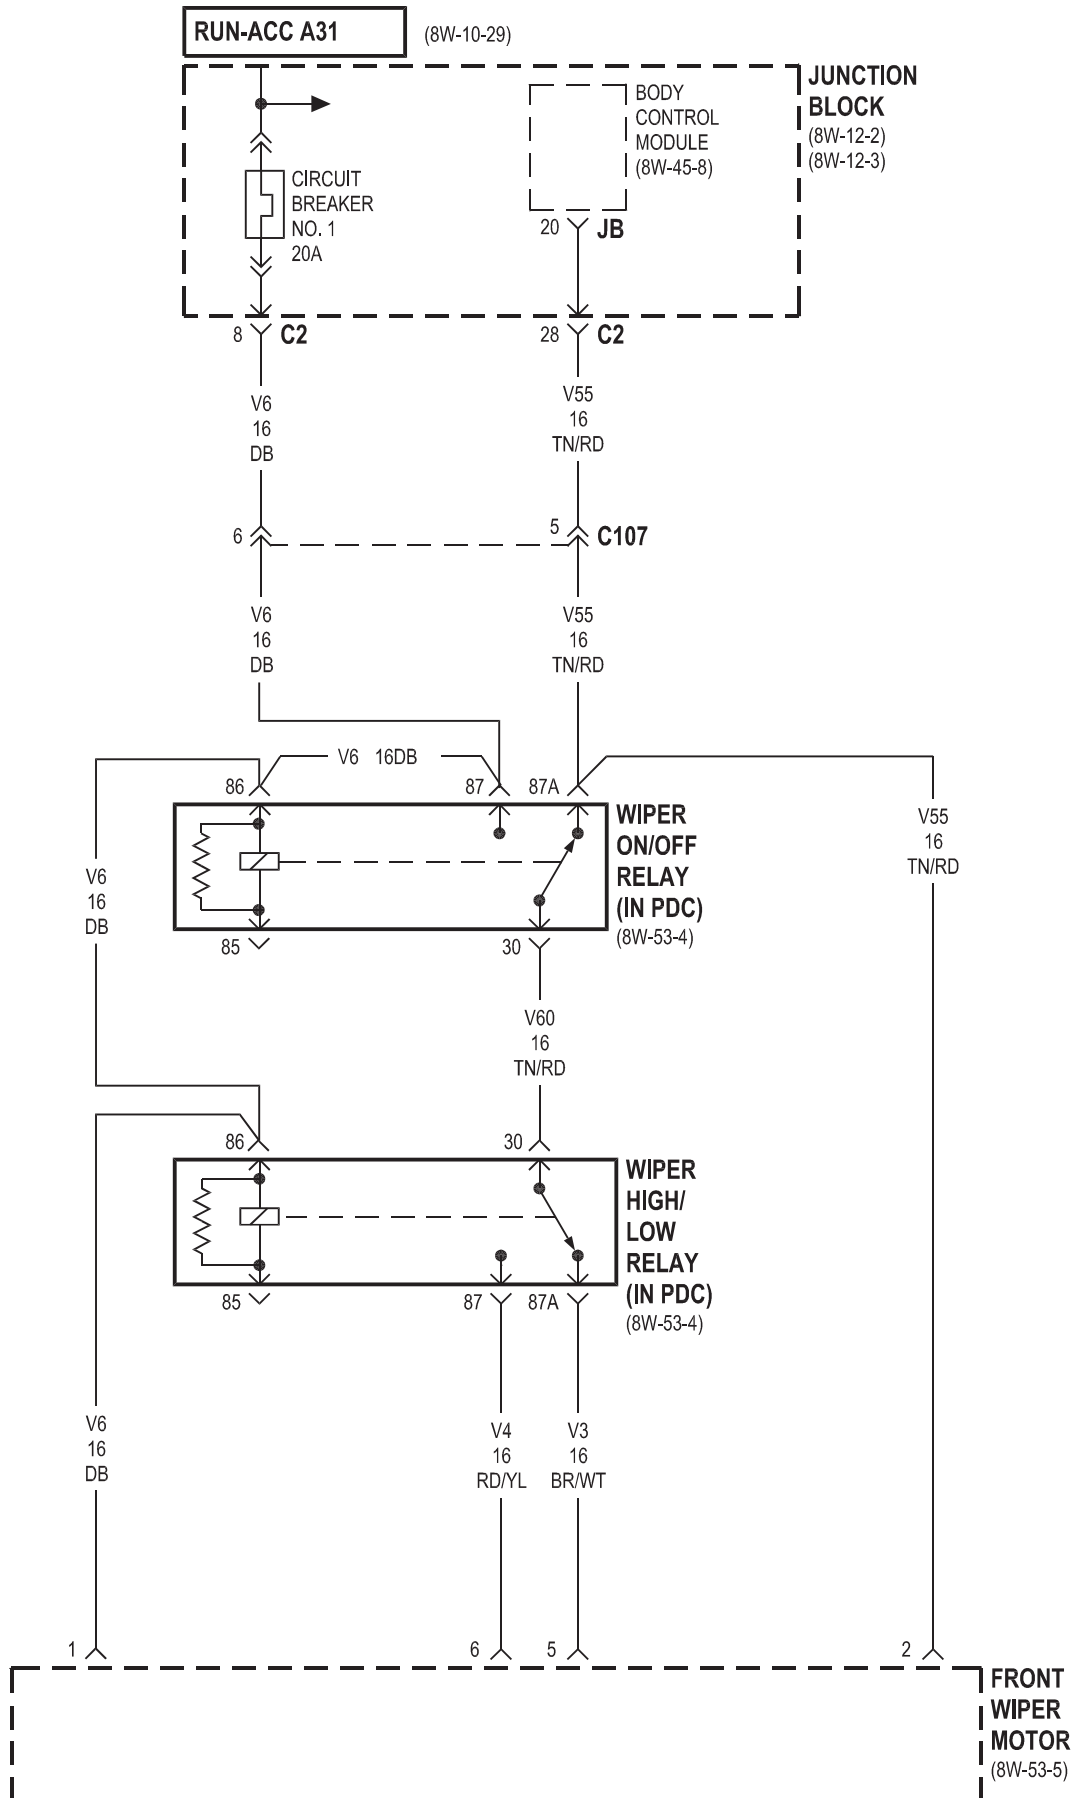 RUN-ACC A31
(8W-10-29)
JUNCTION
BLOCK
(8W-12-2)
(8W-12-3)
BODY
CONTROL
MODULE
(8W-45-8)
CIRCUIT
BREAKER
NO. 1
20A
20
JB
8
C2
28
C2
V6
16
DB
V55
16
TN/RD
6
5
C107
V6
16
DB
V55
16
TN/RD
V6 16DB
86
87
87A
WIPER
ON/OFF
RELAY
(IN PDC)
(8W-53-4)
V55
16
TN/RD
V6
16
DB
85
30
V60
16
TN/RD
86
30
WIPER
HIGH/
LOW
RELAY
(IN PDC)
(8W-53-4)
85
87
87A
V6
16
DB
V4
16
RD/YL
V3
16
BR/WT
1
6
5
2
FRONT
WIPER
MOTOR
(8W-53-5)